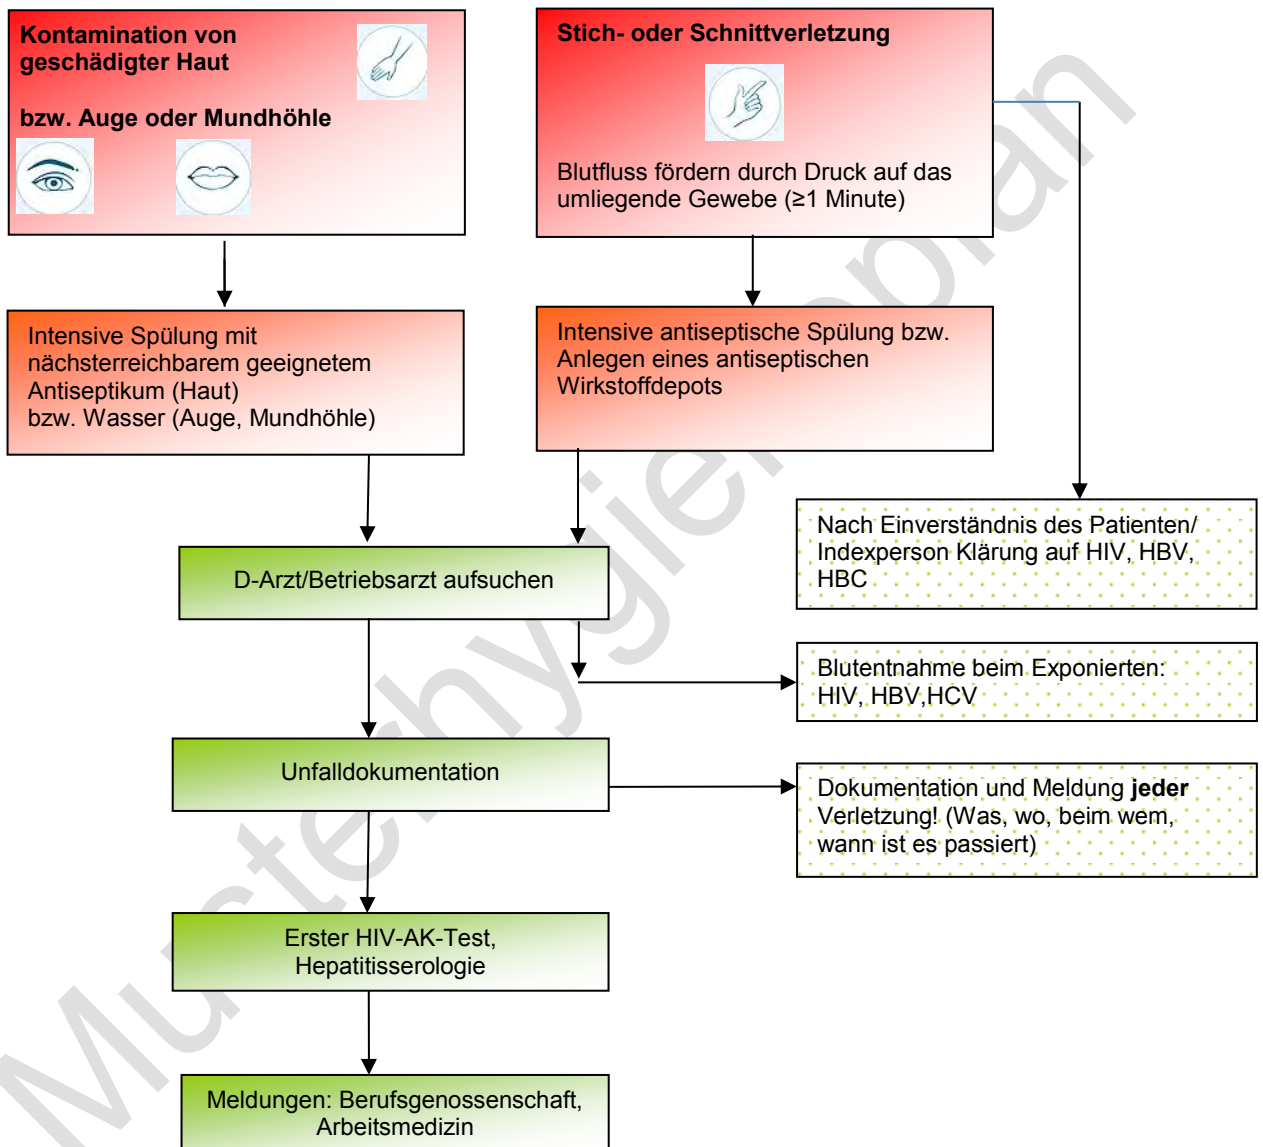 Kontamination von
geschädigter Haut
bzw. Auge oder Mundhöhle
Stich- oder Schnittverletzung
Blutfluss fördern durch Druck auf das
umliegende Gewebe (≥1 Minute)
Intensive Spülung mit
nächsterreichbarem geeignetem
Antiseptikum (Haut)
bzw. Wasser (Auge, Mundhöhle)
Intensive antiseptische Spülung bzw.
Anlegen eines antiseptischen
Wirkstoffdepots
Nach Einverständnis des Patienten/
Indexperson Klärung auf HIV, HBV,
HBC
D-Arzt/Betriebsarzt aufsuchen
Blutentnahme beim Exponierten:
HIV, HBV,HCV
Unfalldokumentation
Dokumentation und Meldung jeder
Verletzung! (Was, wo, beim wem,
wann ist es passiert)
Erster HIV-AK-Test,
Hepatitisserologie
Meldungen: Berufsgenossenschaft,
Arbeitsmedizin
Musterhygieneplan